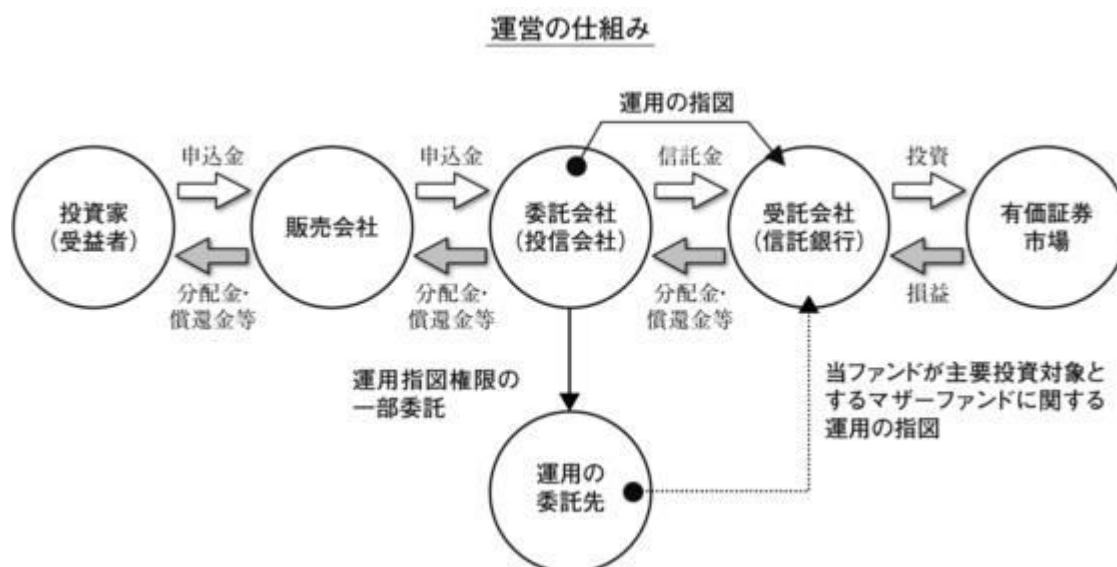 運営の仕組み
運用の指図
申込金
申込金
信託金
投資
投資家
(受益者)
販売会社
委託会社
(投信会社)
受託会社
(信託銀行)
有価証券
市場
分配金・
償還金等
分配金・
償還金等
分配金・
償還金等
損益
運用指図権限の
一部委託
当ファンドが主要投資対象と
するマザーファンドに関する
運用の指図
運用の
委託先